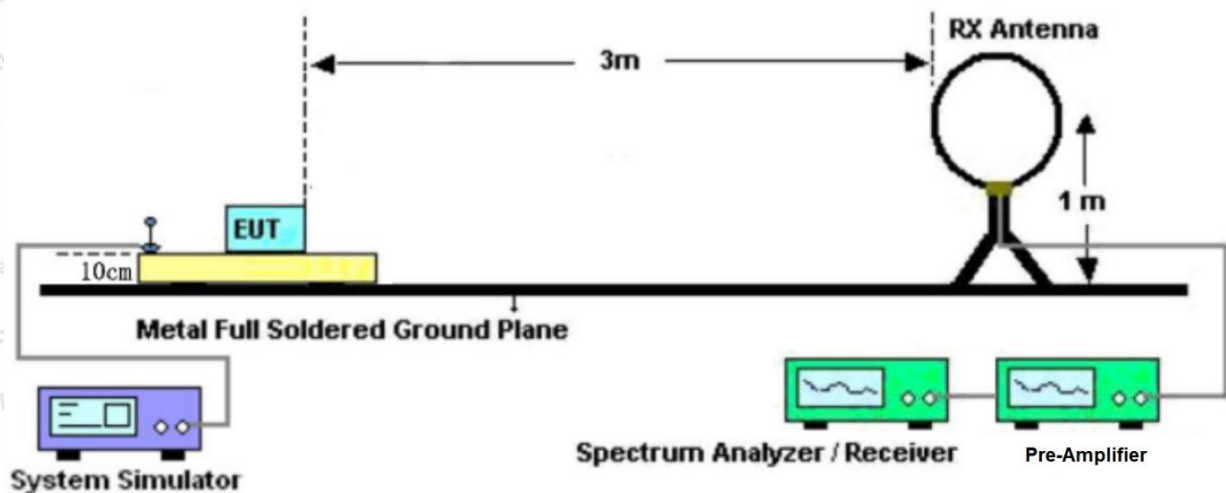 RX Antenna
3m
1 m
EUT
10cm
Metal Full Soldered Ground Plane
Spectrum Analyzer / Receiver
Pre-Amplifier
System Simulator